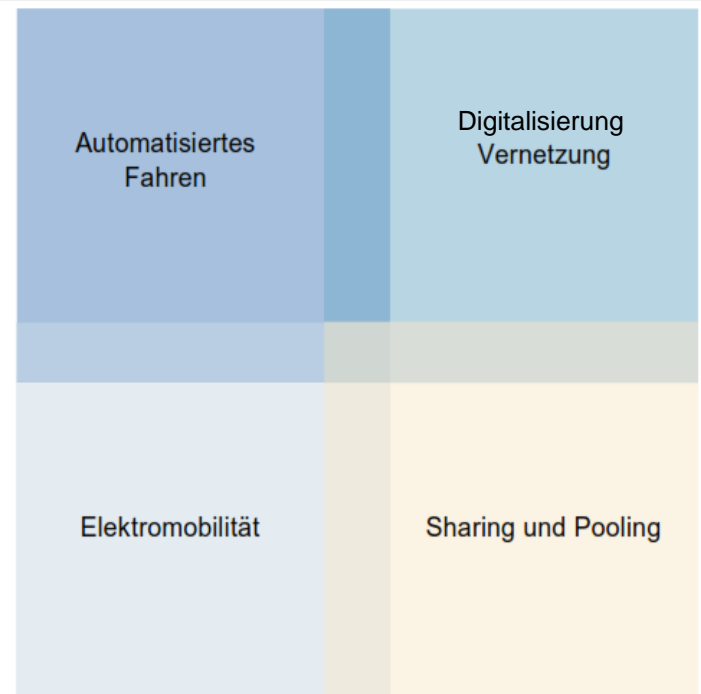 Automatisiertes
Fahren
Digitalisierung
Vernetzung
Elektromobilität
Sharing und Pooling